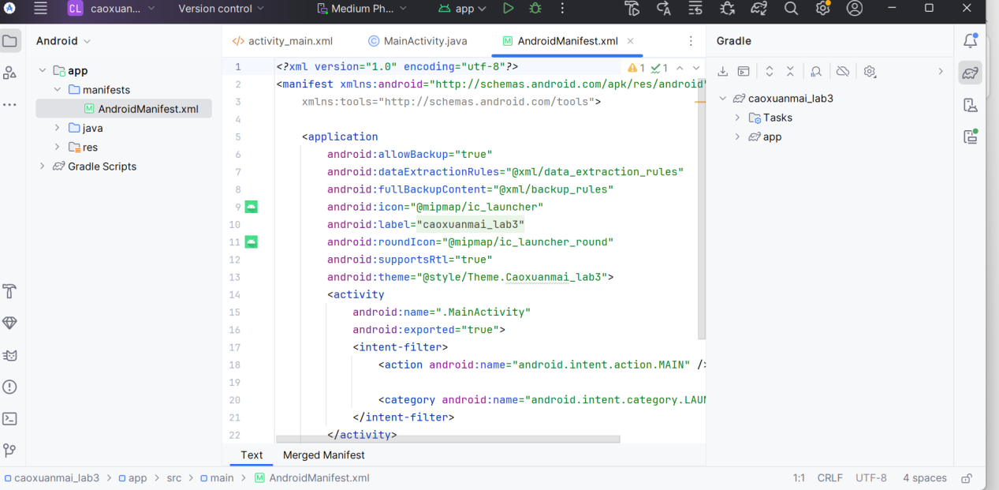 CL caoxuan... Version control Medium Ph... app
Android
app
manifests
AndroidManifest.xml
java
res
Gradle Scripts
activity_main.xml MainActivity.java AndroidManifest.xml
1 <?xml version="1.0" encoding="utf-8"?> 1 1
2 <manifest xmlns:android="http://schemas.android.com/apk/res/android"
3 xmlns:tools="http://schemas.android.com/tools">
4
5 <application
6 android:allowBackup="true"
7 android:dataExtractionRules="@xml/data_extraction_rules"
8 android:fullBackupContent="@xml/backup_rules"
9 android:icon="@mipmap/ic_launcher"
10 android:label="caoxuanmai_lab3"
11 android:roundIcon="@mipmap/ic_launcher_round"
12 android:supportsRtl="true"
13 android:theme="@style/Theme.Caoxuanmai_lab3">
14 <activity
15 android:name=".MainActivity"
16 android:exported="true">
17 <intent-filter>
18 <action android:name="android.intent.action.MAIN" />
19
20 <category android:name="android.intent.category.LAUN
21 </intent-filter>
22 </activity>
Text Merged Manifest
Gradle
caoxuanmai_lab3
Tasks
app
caoxuanmai_lab3 > app > src > main > AndroidManifest.xml 1:1 CRLF UTF-8 4 spaces